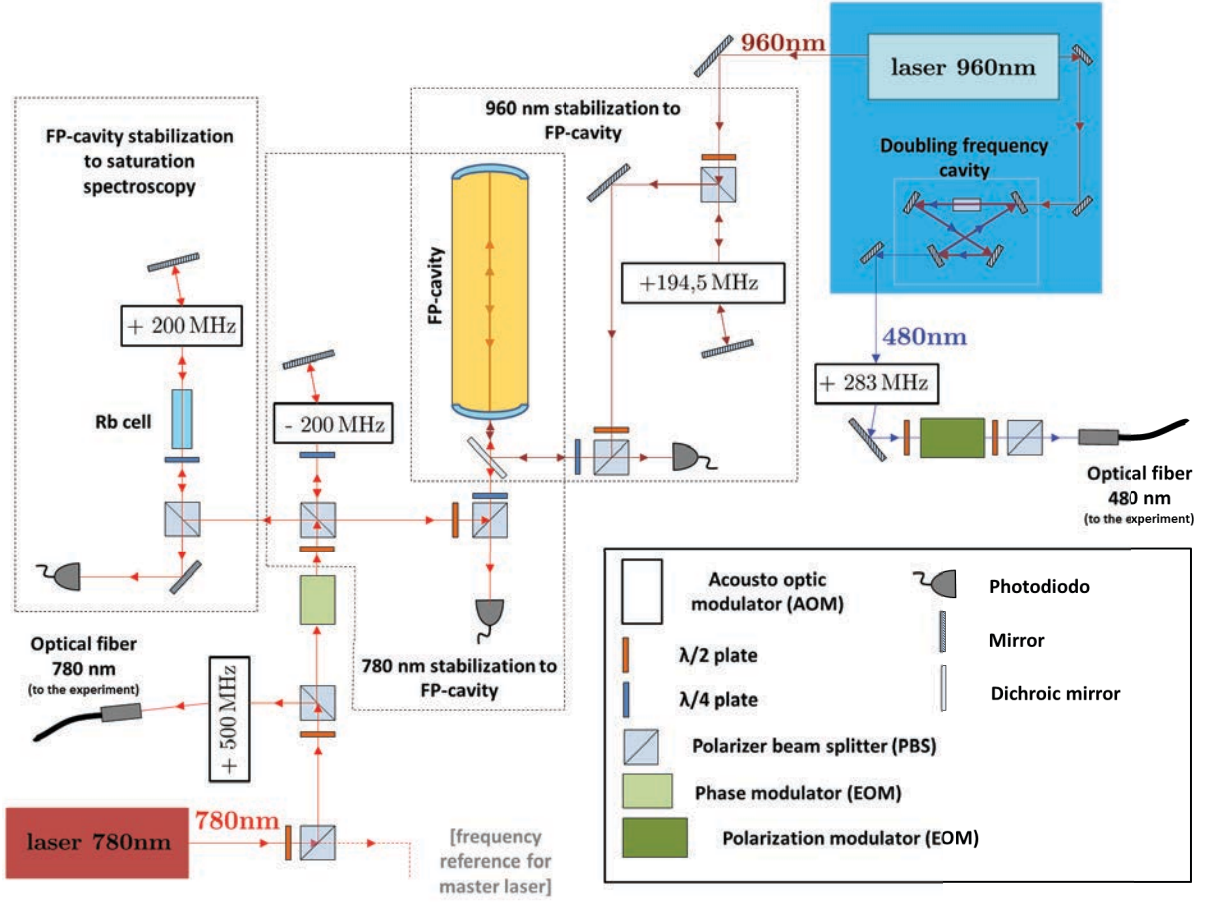 960nm
laser 960nm
Doubling frequency
cavity
960 nm stabilization to
FP-cavity
FP-cavity stabilization
to saturation
spectroscopy
FP-cavity
+194,5 MHz
+ 200 MHz
480nm
+ 283 MHz
Rb cell
- 200 MHz
Optical fiber
480 nm
(to the experiment)
Optical fiber
780 nm
(to the experiment)
+ 500 MHz
780 nm stabilization to
FP-cavity
780nm
laser 780nm
[frequency
reference for
master laser]
Acousto optic
modulator (AOM)
λ/2 plate
λ/4 plate
Polarizer beam splitter (PBS)
Phase modulator (EOM)
Polarization modulator (EOM)
Photodiodo
Mirror
Dichroic mirror